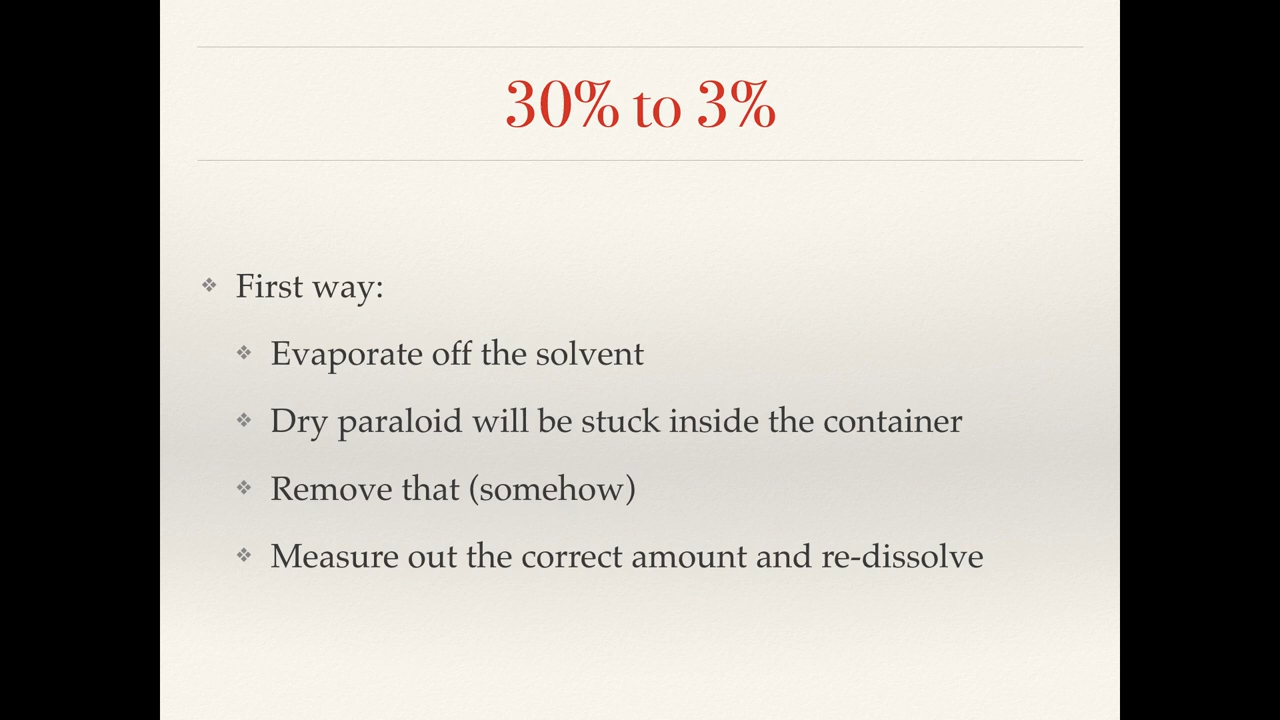 30% to 3%
First way:
Evaporate off the solvent
Dry paraloid will be stuck inside the container
Remove that (somehow)
Measure out the correct amount and re-dissolve